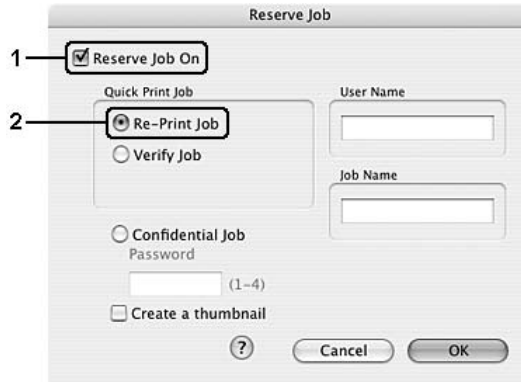 Reserve Job
1
Reserve Job On
Quick Print Job
User Name
2
Re-Print Job
Verify Job
Job Name
Confidential Job
Password
(1-4)
Create a thumbnail
?
Cancel
OK